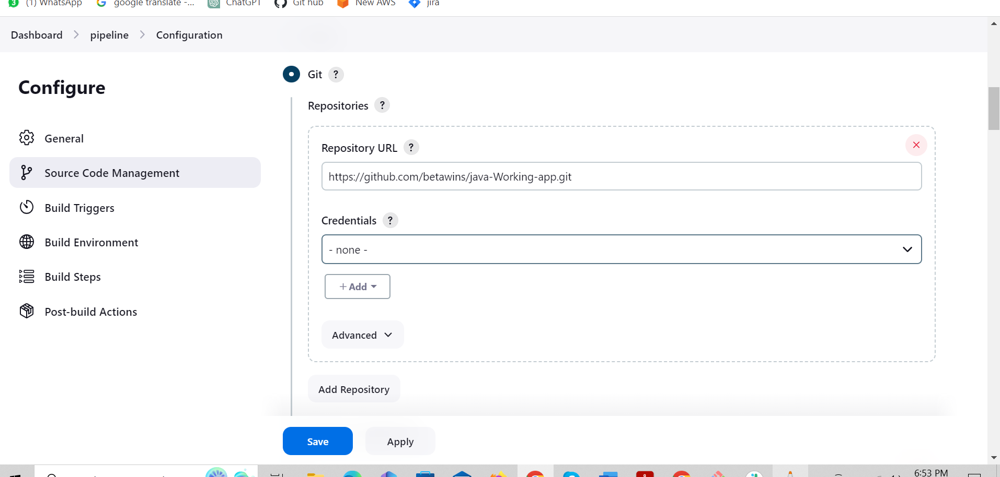 (1) WhatsApp google translate -... ChatGPT Git hub New AWS jira
Dashboard pipeline Configuration
Configure
General
Source Code Management
Build Triggers
Build Environment
Build Steps
Post-build Actions
Git ?
Repositories ?
Repository URL ?
https://github.com/betawins/java-Working-app.git
Credentials ?
- none -
+ Add
Advanced
Add Repository
Save Apply
6:53 PM